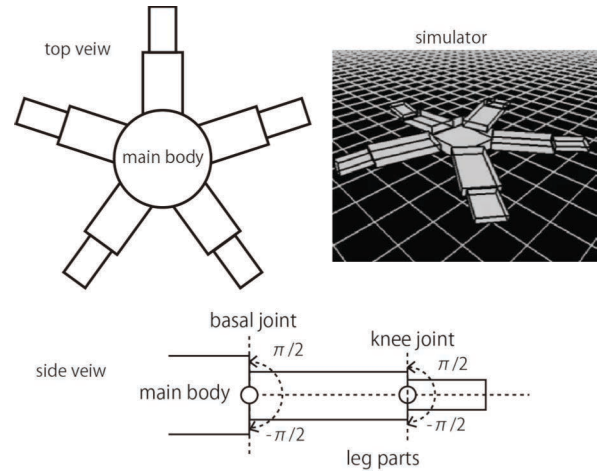 top veiw
simulator
main body
basal joint
knee joint
π/2
π/2
side veiw
main body
-π/2
-π/2
leg parts